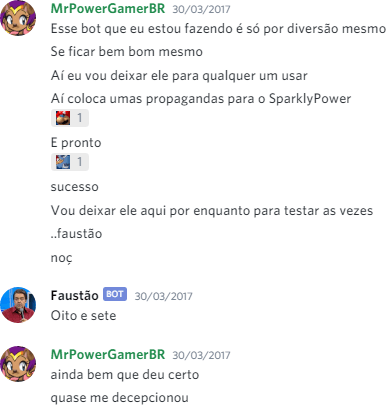 MrPowerGamerBR 30/03/2017
Esse bot que eu estou fazendo é só por diversão mesmo
Se ficar bem bom mesmo
Aí eu vou deixar ele para qualquer um usar
Aí coloca umas propagandas para o SparklyPower
1
E pronto
1
sucesso
Vou deixar ele aqui por enquanto para testar as vezes
..faustão
noç
Faustão BOT 30/03/2017
Oito e sete
MrPowerGamerBR 30/03/2017
ainda bem que deu certo
quase me decepcionou